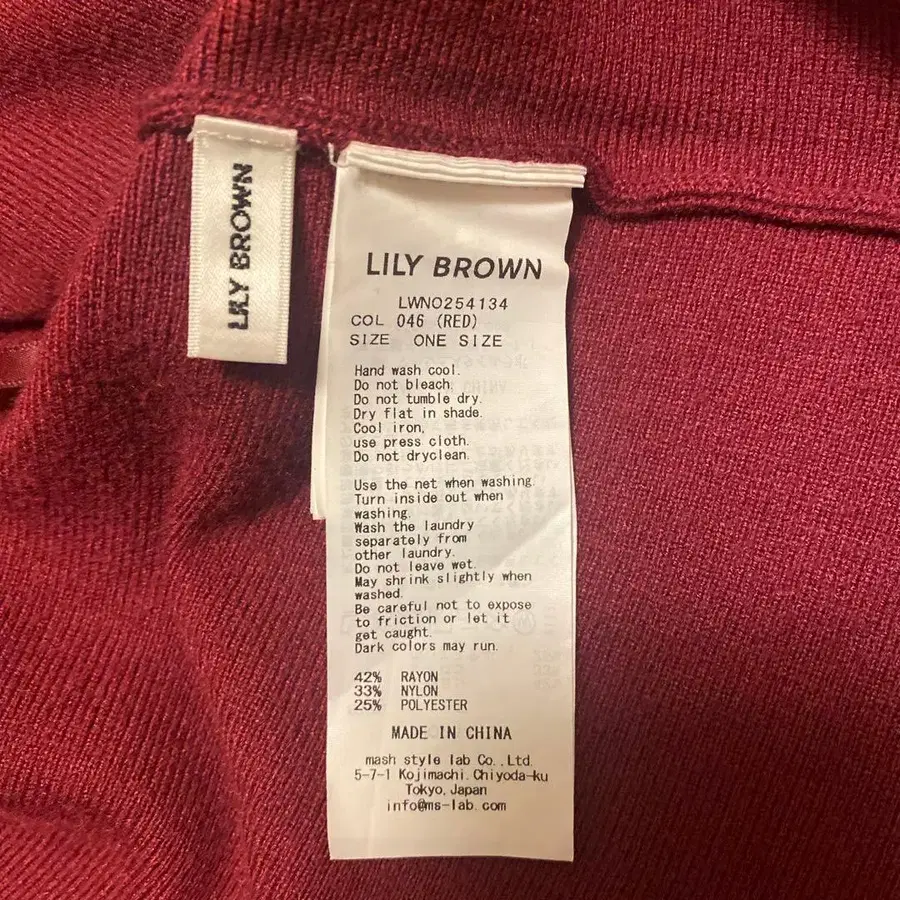 LILY BROWN
LILY BROWN
LWNO254134
COL 046 (RED)
SIZE ONE SIZE
Hand wash cool.
Do not bleach.
Do not tumble dry.
Dry flat in shade.
Cool iron,
use press cloth.
Do not dryclean.
Use the net when washing.
Turn inside out when
washing.
Wash the laundry
separately from
other laundry.
Do not leave wet.
May shrink slightly when
washed.
Be careful not to expose
to friction or let it
get caught.
Dark colors may run.
42% RAYON
33% NYLON
25% POLYESTER
MADE IN CHINA
mash style lab Co.,Ltd.
5-7-1 Kojimachi.Chiyoda-ku
Tokyo,Japan
info@ms-lab.com